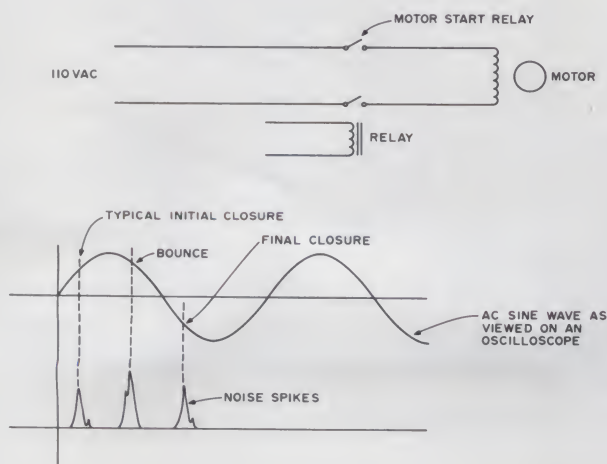 MOTOR START RELAY
110 VAC
MOTOR
RELAY
TYPICAL INITIAL CLOSURE
BOUNCE
FINAL CLOSURE
AC SINE WAVE AS
VIEWED ON AN
OSCILLOSCOPE
NOISE SPIKES